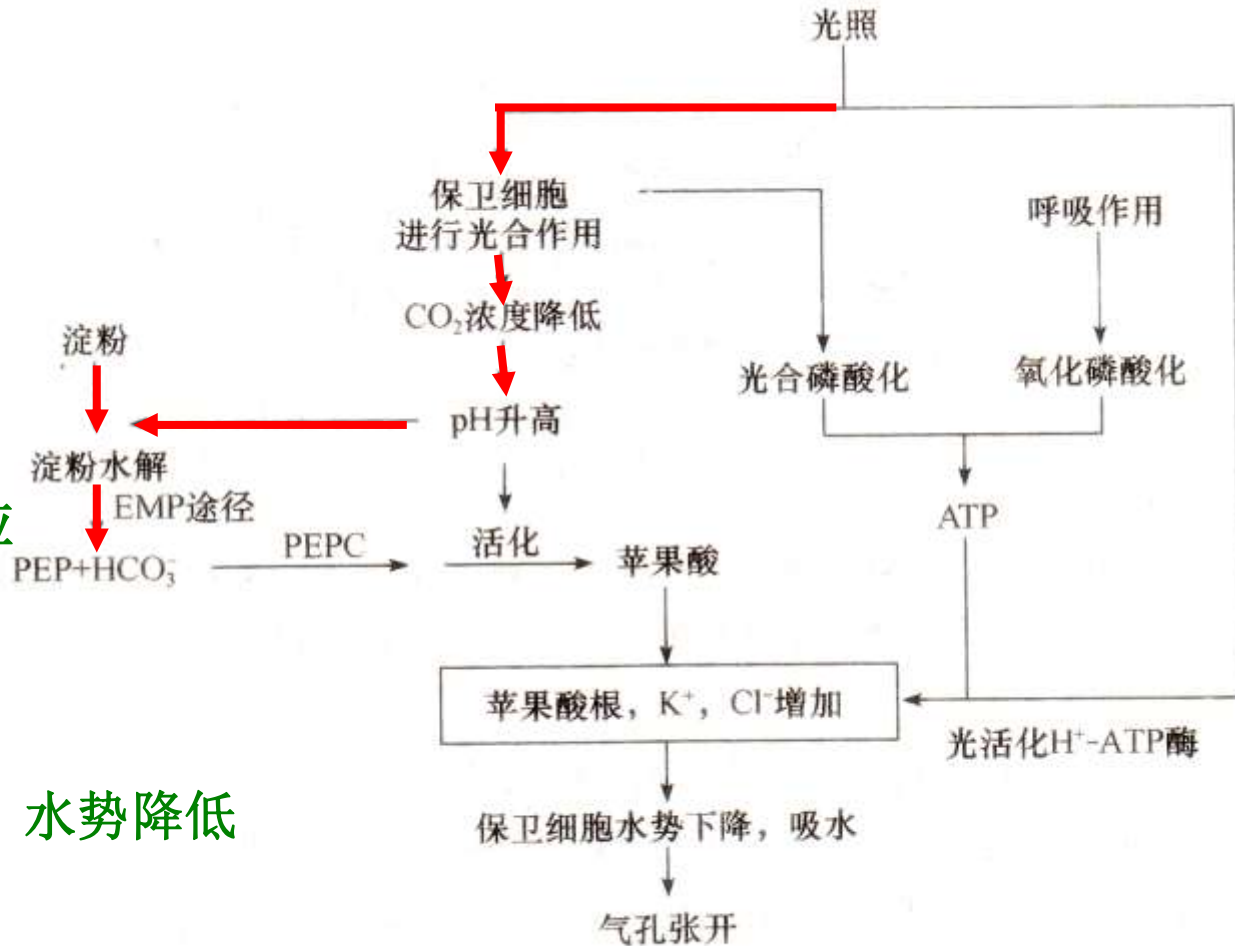 光照
保卫细胞
进行光合作用
呼吸作用
CO₂浓度降低
淀粉
光合磷酸化
氧化磷酸化
pH升高
淀粉水解
EMP途径
ATP
PEP+HCO₃⁻
PEPC
活化
苹果酸
苹果酸根，K⁺，Cl⁻增加
光活化H⁺-ATP酶
水势降低
保卫细胞水势下降，吸水
气孔张开